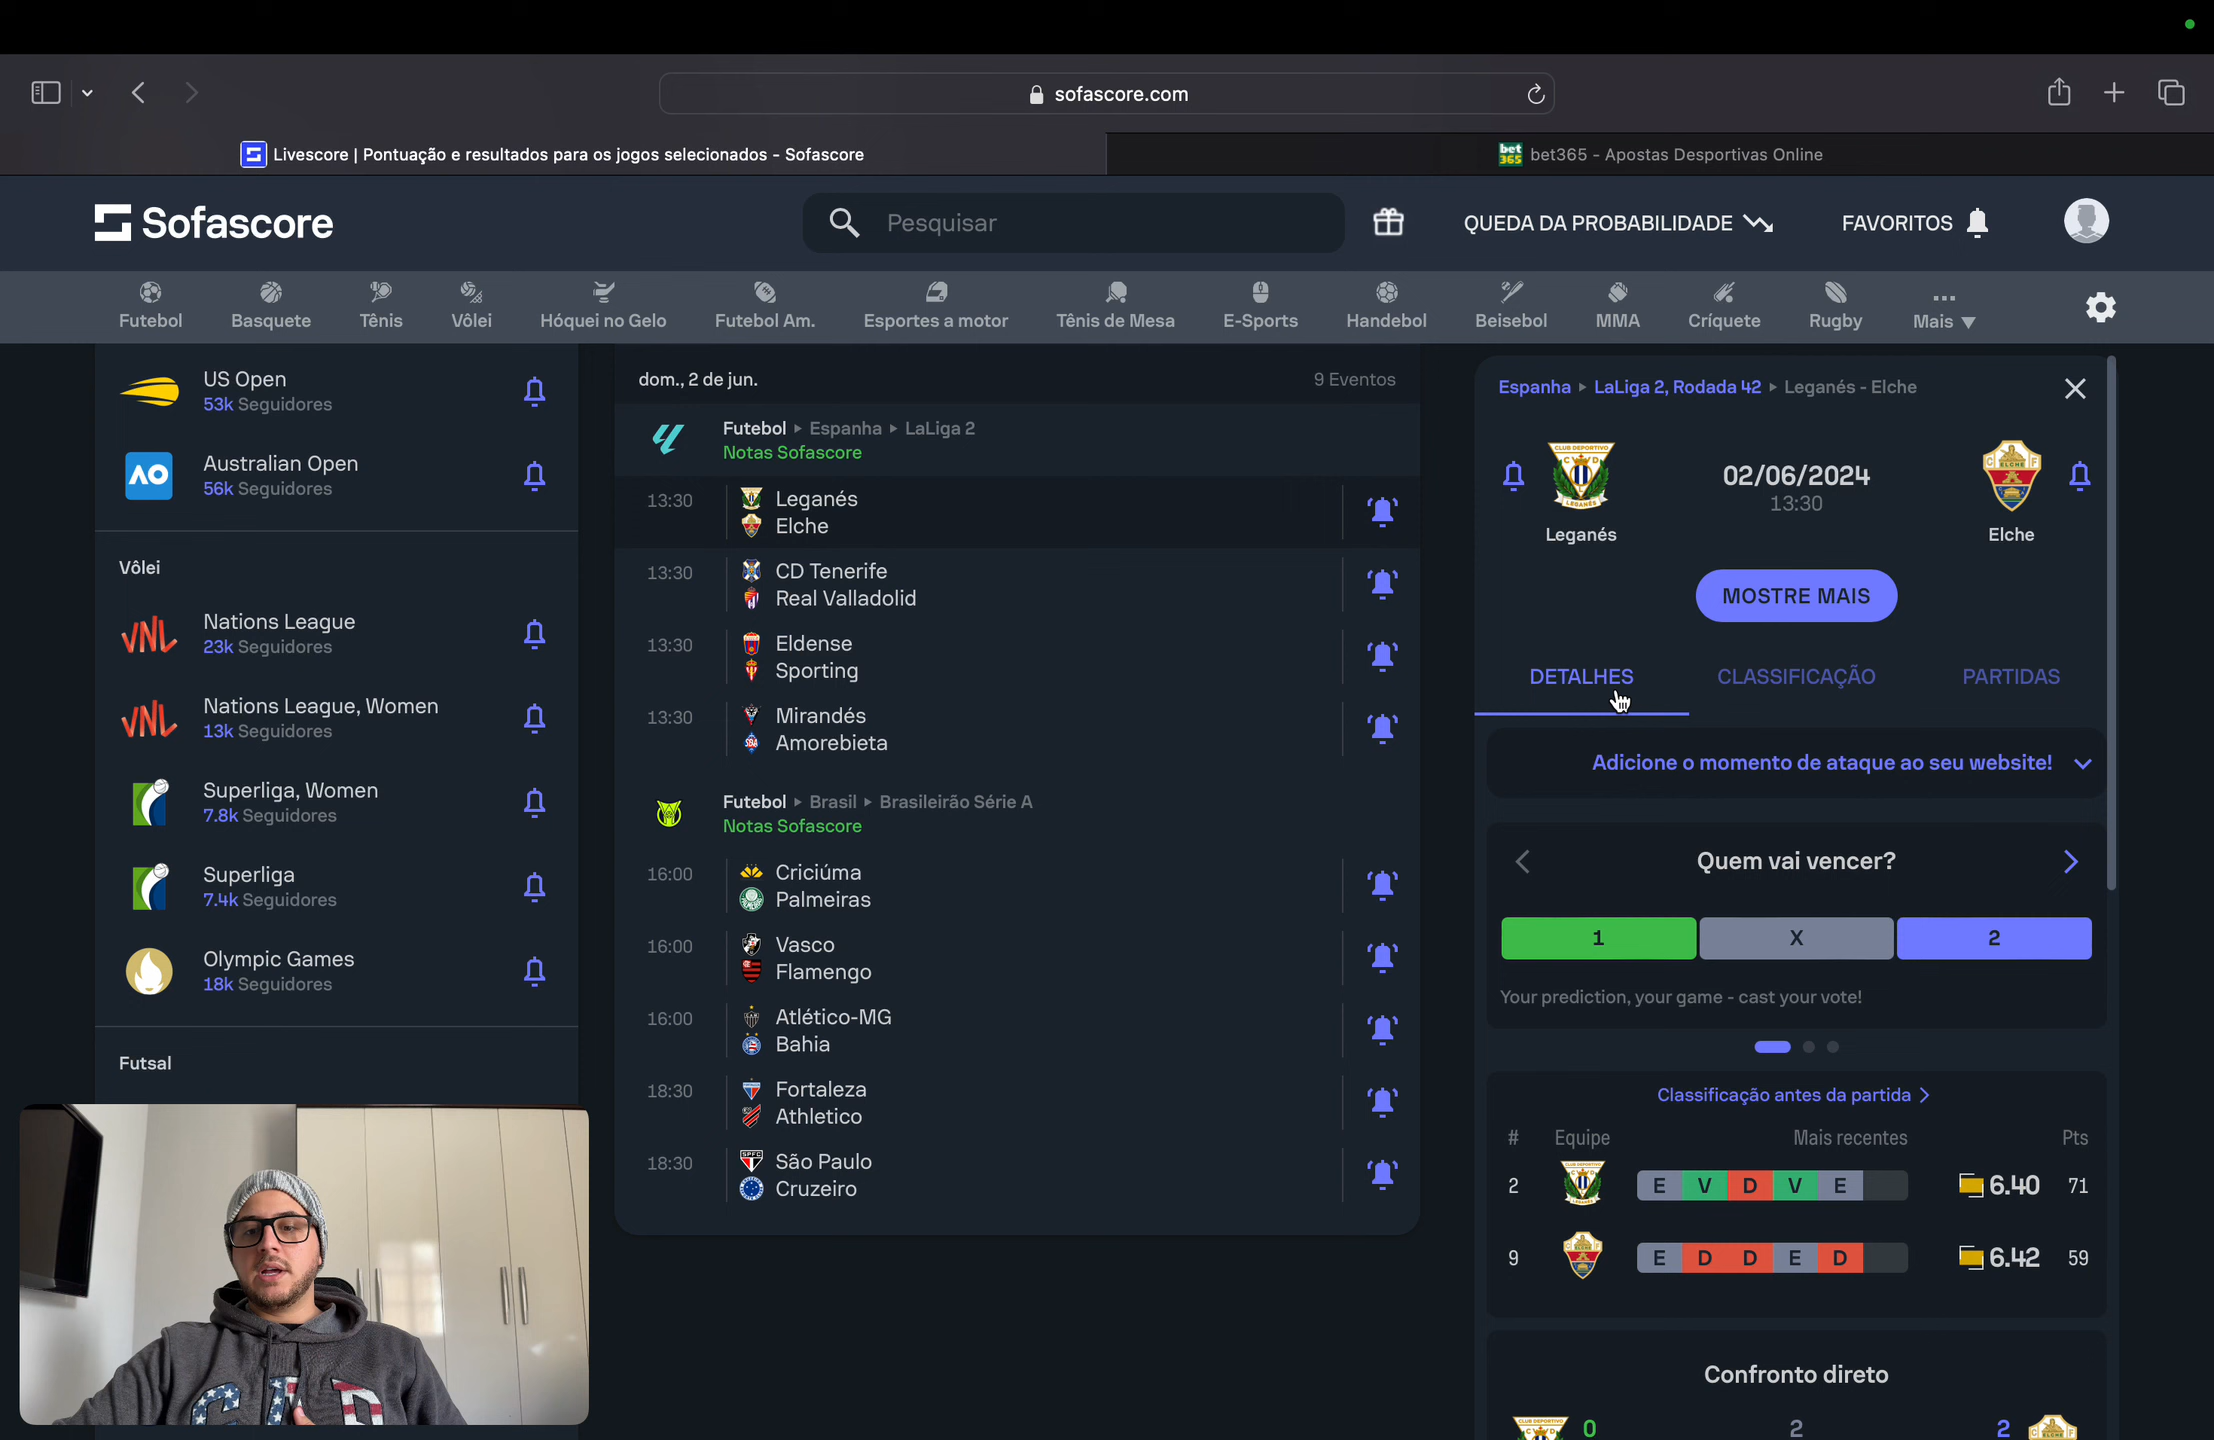 sofascore.com
Livescore | Pontuação e resultados para os jogos selecionados - Sofascore
bet365 - Apostas Desportivas Online
Sofascore
Pesquisar
QUEDA DA PROBABILIDADE
FAVORITOS
Futebol
Basquete
Tênis
Vôlei
Hóquei no Gelo
Futebol Am.
Esportes a motor
Tênis de Mesa
E-Sports
Handebol
Beisebol
MMA
Críquete
Rugby
Mais
US Open
53k Seguidores
AO
Australian Open
56k Seguidores
Vôlei
VNL
Nations League
23k Seguidores
VNL
Nations League, Women
13k Seguidores
Superliga, Women
7.8k Seguidores
Superliga
7.4k Seguidores
Olympic Games
18k Seguidores
Futsal
dom., 2 de jun.
9 Eventos
Futebol Espanha LaLiga 2
Notas Sofascore
13:30
Leganés
Elche
13:30
CD Tenerife
Real Valladolid
13:30
Eldense
Sporting
13:30
Mirandés
Amorebieta
Futebol Brasil Brasileirão Série A
Notas Sofascore
16:00
Criciúma
Palmeiras
16:00
Vasco
Flamengo
16:00
Atlético-MG
Bahia
18:30
Fortaleza
Athletico
18:30
São Paulo
Cruzeiro
Espanha LaLiga 2, Rodada 42 Leganés - Elche
02/06/2024
13:30
Leganés
Elche
MOSTRE MAIS
DETALHES
CLASSIFICAÇÃO
PARTIDAS
Adicione o momento de ataque ao seu website!
Quem vai vencer?
1 X 2
Your prediction, your game - cast your vote!
Classificação antes da partida
# Equipe Mais recentes Pts
2 E V D V E 6.40 71
9 E D D E D 6.42 59
Confronto direto
0 2 2